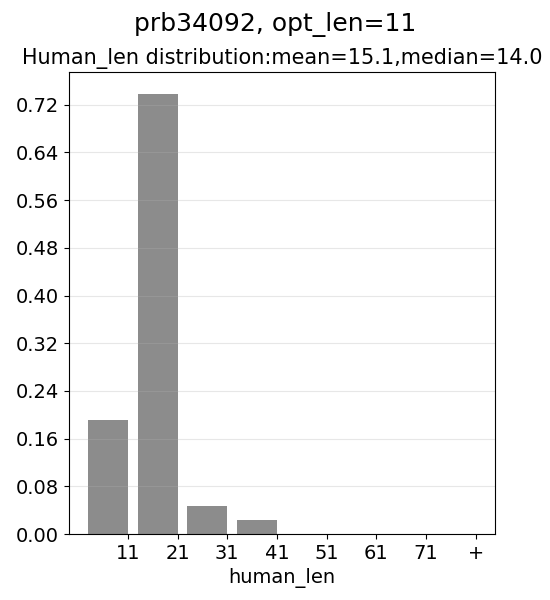 prb34092, opt_len=11
Human_len distribution:mean=15.1,median=14.0
0.72
0.64
0.56
0.48
0.40
0.32
0.24
0.16
0.08
0.00
11 21 31 41 51 61 71 +
human_len